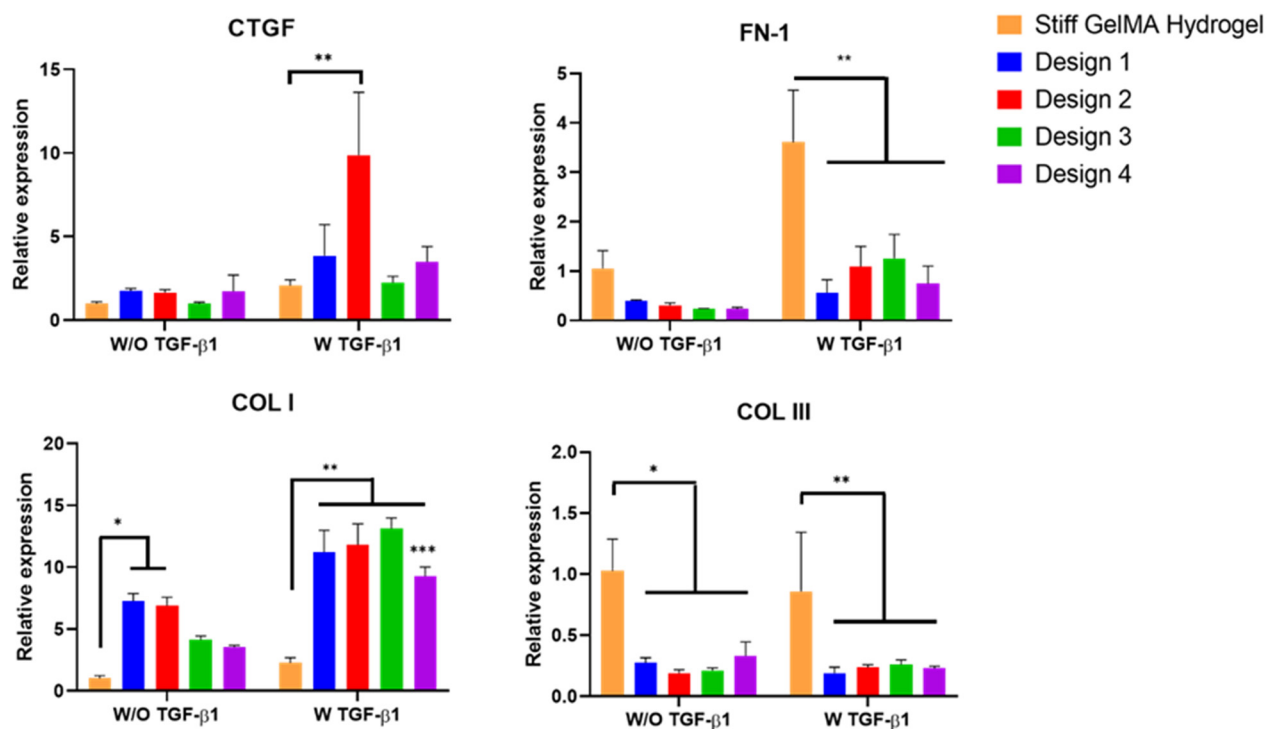 CTGF
Relative expression
15
10
5
0
**
W/O TGF-β1
W TGF-β1
FN-1
Relative expression
5
4
3
2
1
0
**
W/O TGF-β1
W TGF-β1
Stiff GelMA Hydrogel
Design 1
Design 2
Design 3
Design 4
COL I
Relative expression
20
15
10
5
0
*
**
***
W/O TGF-β1
W TGF-β1
COL III
Relative expression
2.0
1.5
1.0
0.5
0.0
*
**
W/O TGF-β1
W TGF-β1